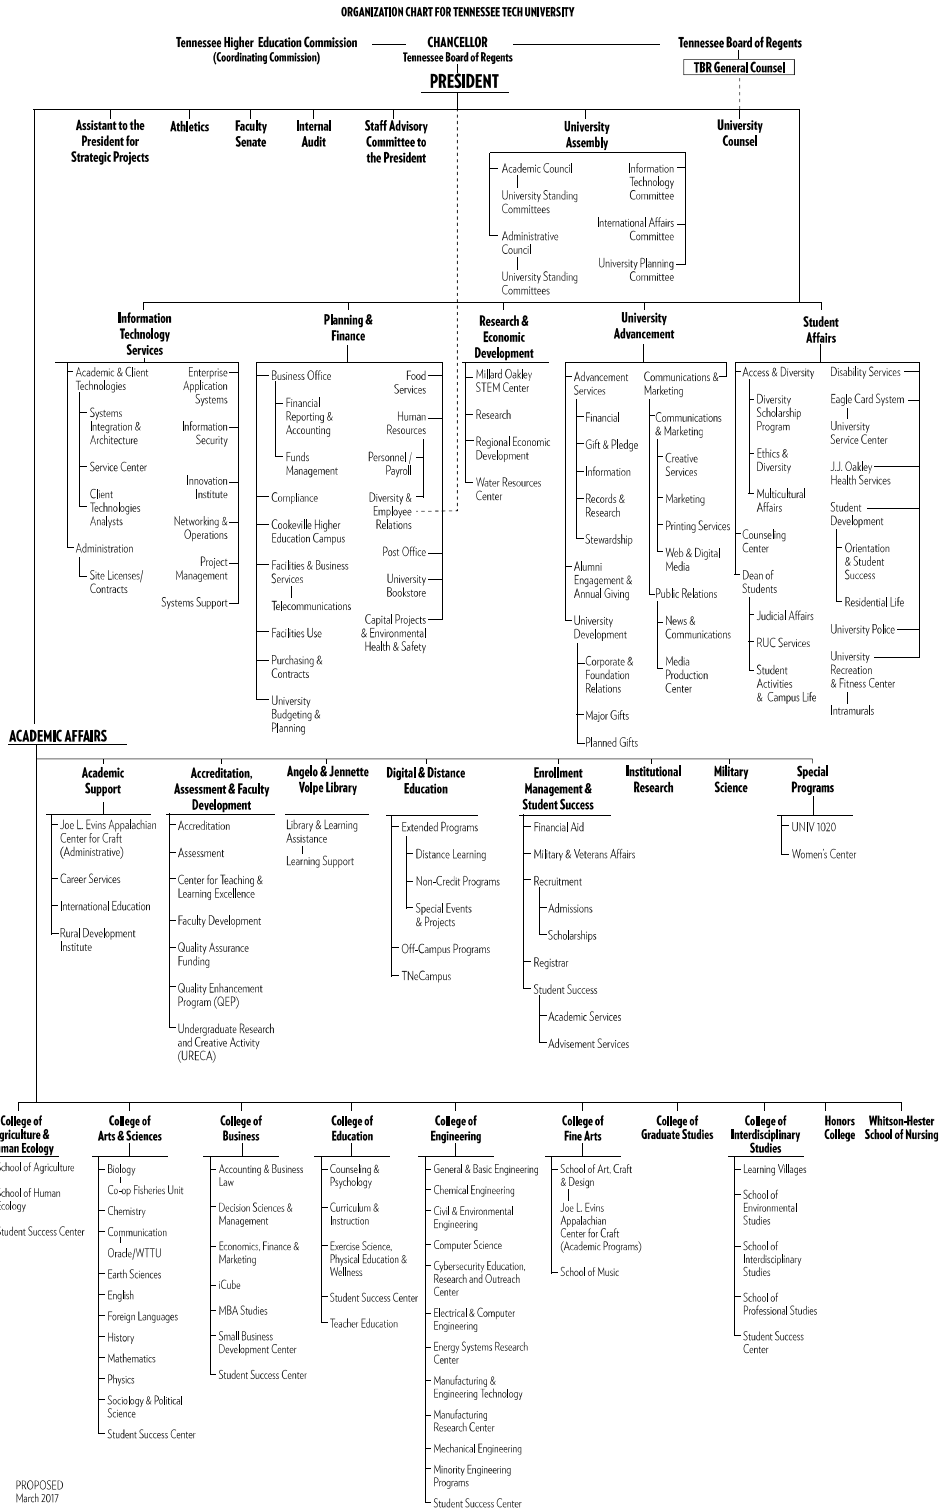 ORGANIZATION CHART FOR TENNESSEE TECH UNIVERSITY
Tennessee Higher Education Commission
(Coordinating Commission)
CHANCELLOR
Tennessee Board of Regents
Tennessee Board of Regents
TBR General Counsel
PRESIDENT
Assistant to the
President for
Strategic Projects
Athletics
Faculty
Senate
Internal
Audit
Staff Advisory
Committee to
the President
University
Assembly
University
Counsel
Academic Council
University Standing
Committees
Administrative
Council
University Standing
Committees
Information
Technology
Committee
International Affairs
Committee
University Planning
Committee
Information
Technology
Services
Academic & Client
Technologies
Systems
Integration &
Architecture
Service Center
Client
Technologies
Analysts
Administration
Site Licenses/
Contracts
Enterprise
Application
Systems
Information
Security
Innovation
Institute
Networking &
Operations
Project
Management
Systems Support
Planning &
Finance
Business Office
Financial
Reporting &
Accounting
Funds
Management
Compliance
Cookeville Higher
Education Campus
Facilities & Business
Services
Telecommunications
Facilities Use
Purchasing &
Contracts
University
Budgeting &
Planning
Food
Services
Human
Resources
Personnel /
Payroll
Diversity &
Employee
Relations
Post Office
University
Bookstore
Capital Projects
& Environmental
Health & Safety
Research &
Economic
Development
Millard Oakley
STEM Center
Research
Regional Economic
Development
Water Resources
Center
University
Advancement
Advancement
Services
Financial
Gift & Pledge
Information
Records &
Research
Stewardship
Alumni
Engagement &
Annual Giving
University
Development
Corporate &
Foundation
Relations
Major Gifts
Planned Gifts
Communications &
Marketing
Communications
& Marketing
Creative
Services
Marketing
Printing Services
Web & Digital
Media
Public Relations
News &
Communications
Media
Production
Center
Student
Affairs
Access & Diversity
Diversity
Scholarship
Program
Ethics &
Diversity
Multicultural
Affairs
Counseling
Center
Dean of
Students
Judicial Affairs
RUC Services
Student
Activities
& Campus Life
Disability Services
Eagle Card System
University
Service Center
J.J. Oakley
Health Services
Student
Development
Orientation
& Student
Success
Residential Life
University Police
University
Recreation
& Fitness Center
Intramurals
ACADEMIC AFFAIRS
Academic
Support
Joe L. Evins Appalachian
Center for Craft
(Administrative)
Career Services
International Education
Rural Development
Institute
Accreditation,
Assessment & Faculty
Development
Accreditation
Assessment
Center for Teaching &
Learning Excellence
Faculty Development
Quality Assurance
Funding
Quality Enhancement
Program (QEP)
Undergraduate Research
and Creative Activity
(URECA)
Angelo & Jennette
Volpe Library
Library & Learning
Assistance
Learning Support
Digital & Distance
Education
Extended Programs
Distance Learning
Non-Credit Programs
Special Events
& Projects
Off-Campus Programs
TNeCampus
Enrollment
Management &
Student Success
Financial Aid
Military & Veterans Affairs
Recruitment
Admissions
Scholarships
Registrar
Student Success
Academic Services
Advisement Services
Institutional
Research
Military
Science
Special
Programs
UNIV 1020
Women's Center
College of
griculture &
man Ecology
School of Agriculture
School of Human
Ecology
Student Success Center
College of
Arts & Sciences
Biology
Co-op Fisheries Unit
Chemistry
Communication
Oracle/WTTU
Earth Sciences
English
Foreign Languages
History
Mathematics
Physics
Sociology & Political
Science
Student Success Center
College of
Business
Accounting & Business
Law
Decision Sciences &
Management
Economics, Finance &
Marketing
iCube
MBA Studies
Small Business
Development Center
Student Success Center
College of
Education
Counseling &
Psychology
Curriculum &
Instruction
Exercise Science,
Physical Education &
Wellness
Student Success Center
Teacher Education
College of
Engineering
General & Basic Engineering
Chemical Engineering
Civil & Environmental
Engineering
Computer Science
Cybersecurity Education,
Research and Outreach
Center
Electrical & Computer
Engineering
Energy Systems Research
Center
Manufacturing &
Engineering Technology
Manufacturing
Research Center
Mechanical Engineering
Minority Engineering
Programs
Student Success Center
College of
Fine Arts
School of Art, Craft
& Design
Joe L. Evins
Appalachian
Center for Craft
(Academic Programs)
School of Music
College of
Graduate Studies
College of
Interdisciplinary
Studies
Learning Villages
School of
Environmental
Studies
School of
Interdisciplinary
Studies
School of
Professional Studies
Student Success
Center
Honors
College
Whitson-Hester
School of Nursing
PROPOSED
March 2017